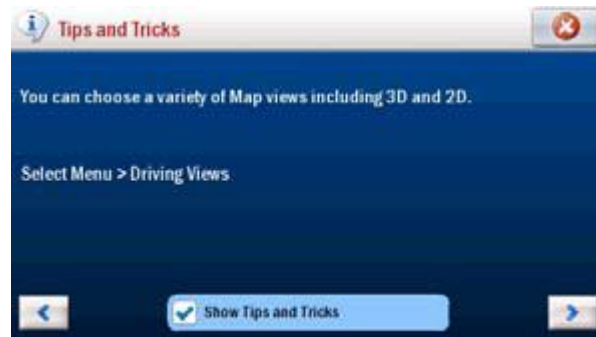 Tips and Tricks
You can choose a variety of Map views including 3D and 2D.
Select Menu > Driving Views
Show Tips and Tricks